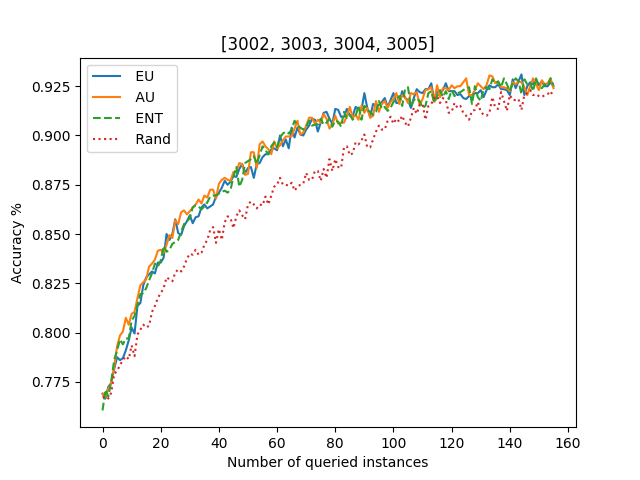 [3002, 3003, 3004, 3005]
EU
AU
ENT
Rand
Accuracy %
0.925
0.900
0.875
0.850
0.825
0.800
0.775
0 20 40 60 80 100 120 140 160
Number of queried instances